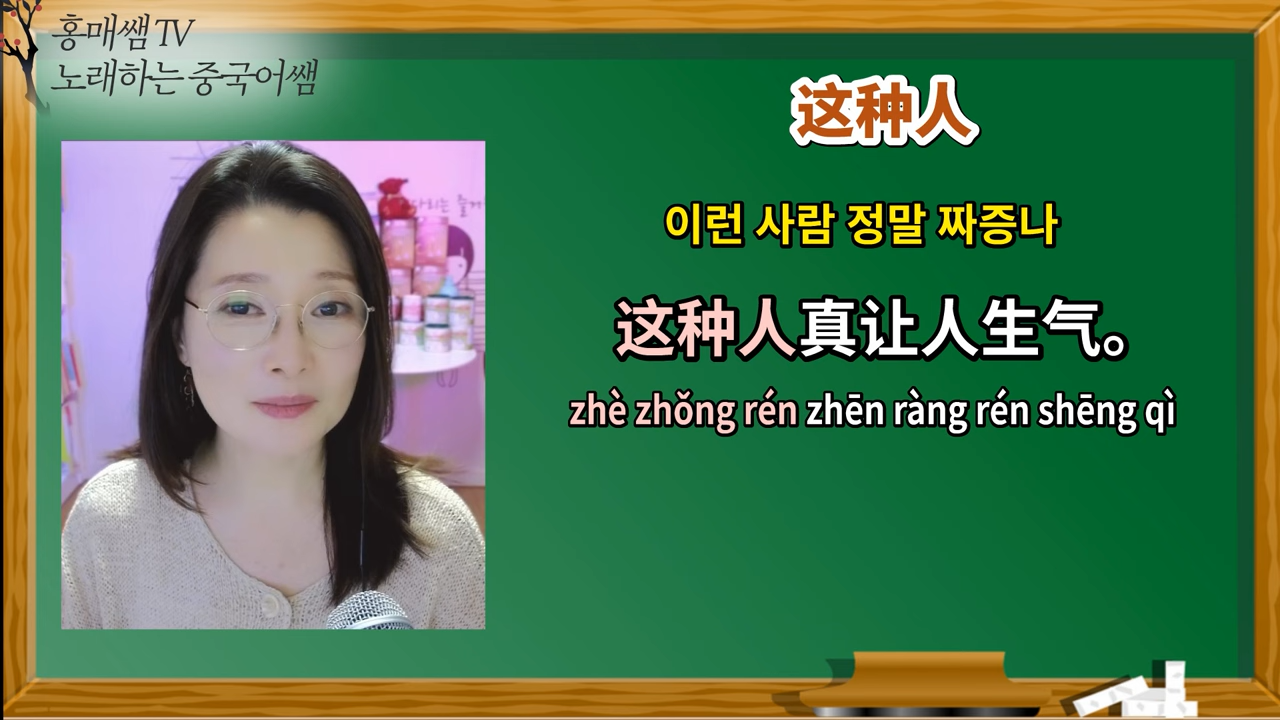 홍매쌤 TV
노래하는 중국어쌤
这种人
이런 사람 정말 짜증나
这种人真让人生气。
zhè zhǒng rén zhēn ràng rén shēng qì